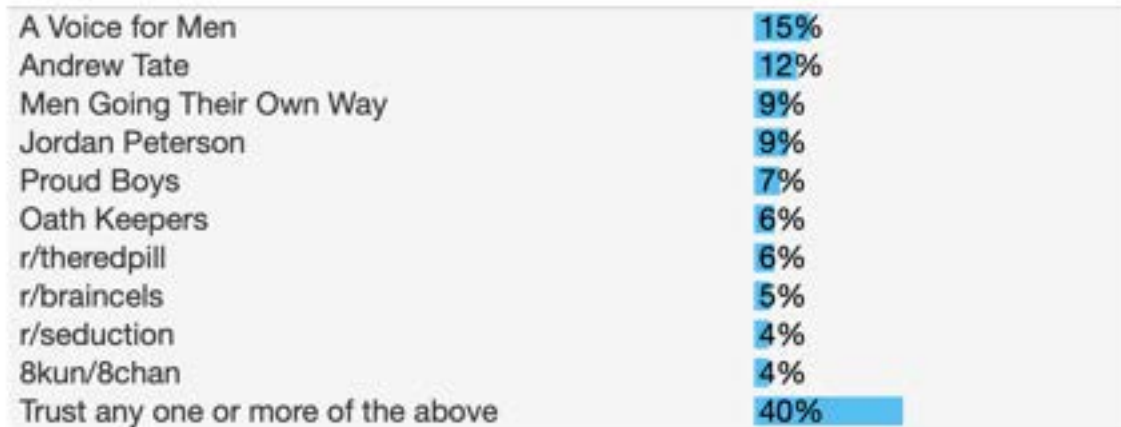 A Voice for Men 15%
Andrew Tate 12%
Men Going Their Own Way 9%
Jordan Peterson 9%
Proud Boys 7%
Oath Keepers 6%
r/theredpill 6%
r/braincels 5%
r/seduction 4%
8kun/8chan 4%
Trust any one or more of the above 40%